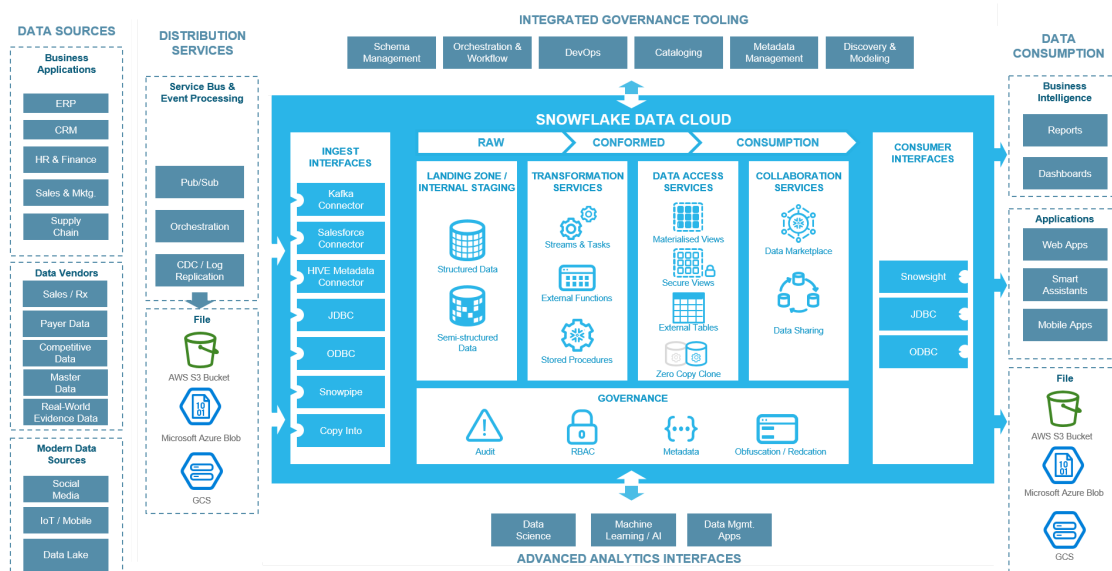 DATA SOURCES
Business
Applications
ERP
CRM
HR & Finance
Sales & Mktg.
Supply
Chain
Data Vendors
Sales / Rx
Payer Data
Competitive
Data
Master
Data
Real-World
Evidence Data
Modern Data
Sources
Social
Media
IoT / Mobile
Data Lake
DISTRIBUTION
SERVICES
Service Bus &
Event Processing
Pub/Sub
Orchestration
CDC / Log
Replication
File
AWS S3 Bucket
10
01
Microsoft Azure Blob
GCS
INTEGRATED GOVERNANCE TOOLING
Schema
Management
Orchestration &
Workflow
DevOps
Cataloging
Metadata
Management
Discovery &
Modeling
SNOWFLAKE DATA CLOUD
INGEST
INTERFACES
Kafka
Connector
Salesforce
Connector
HIVE Metadata
Connector
JDBC
ODBC
Snowpipe
Copy Into
RAW
CONFORMED
CONSUMPTION
LANDING ZONE /
INTERNAL STAGING
Structured Data
Semi-structured
Data
TRANSFORMATION
SERVICES
Streams & Tasks
External Functions
Stored Procedures
DATA ACCESS
SERVICES
Materialised Views
Secure Views
External Tables
Zero Copy Clone
COLLABORATION
SERVICES
Data Marketplace
Data Sharing
GOVERNANCE
Audit
0
RBAC
Metadata
Obfuscation / Redcation
CONSUMER
INTERFACES
Snowsight
JDBC
ODBC
Data
Science
Machine
Learning / AI
Data Mgmt.
Apps
ADVANCED ANALYTICS INTERFACES
DATA
CONSUMPTION
Business
Intelligence
Reports
Dashboards
Applications
Web Apps
Smart
Assistants
Mobile Apps
File
AWS S3 Bucket
10
01
Microsoft Azure Blob
GCS